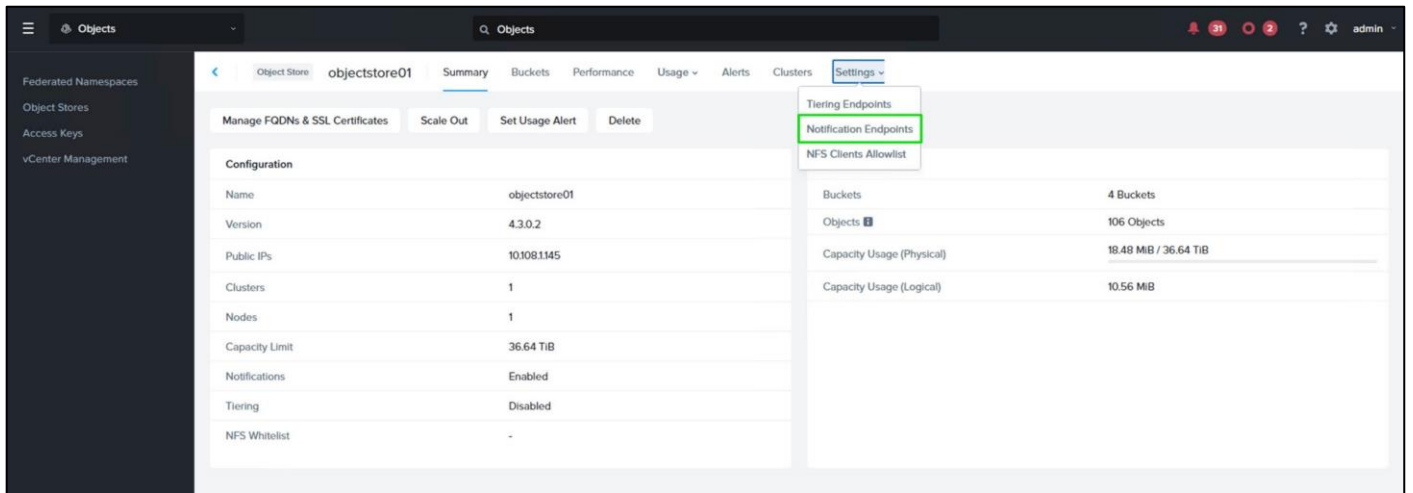 Objects
Objects
31
2
?
admin
Federated Namespaces
Object Stores
Access Keys
vCenter Management
Object Store objectstore01 Summary Buckets Performance Usage Alerts Clusters Settings
Tiering Endpoints
Notification Endpoints
NFS Clients Allowlist
Manage FQDNs & SSL Certificates Scale Out Set Usage Alert Delete
Configuration
Name objectstore01
Version 4.3.0.2
Public IPs 10.108.1.145
Clusters 1
Nodes 1
Capacity Limit 36.64 TiB
Notifications Enabled
Tiering Disabled
NFS Whitelist -
Buckets 4 Buckets
Objects 106 Objects
Capacity Usage (Physical) 18.48 MiB / 36.64 TiB
Capacity Usage (Logical) 10.56 MiB